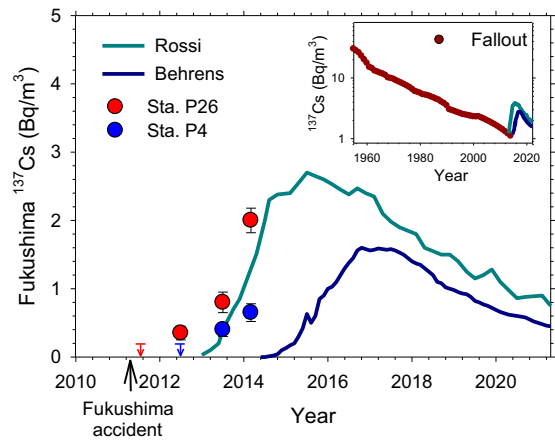 5
4
3
2
1
0
Fukushima ¹³⁷Cs (Bq/m³)
Rossi
Behrens
Sta. P26
Sta. P4
Fallout
10
1
¹³⁷Cs (Bq/m³)
1960 1980 2000 2020
Year
2010 2012 2014 2016 2018 2020
Year
Fukushima
accident